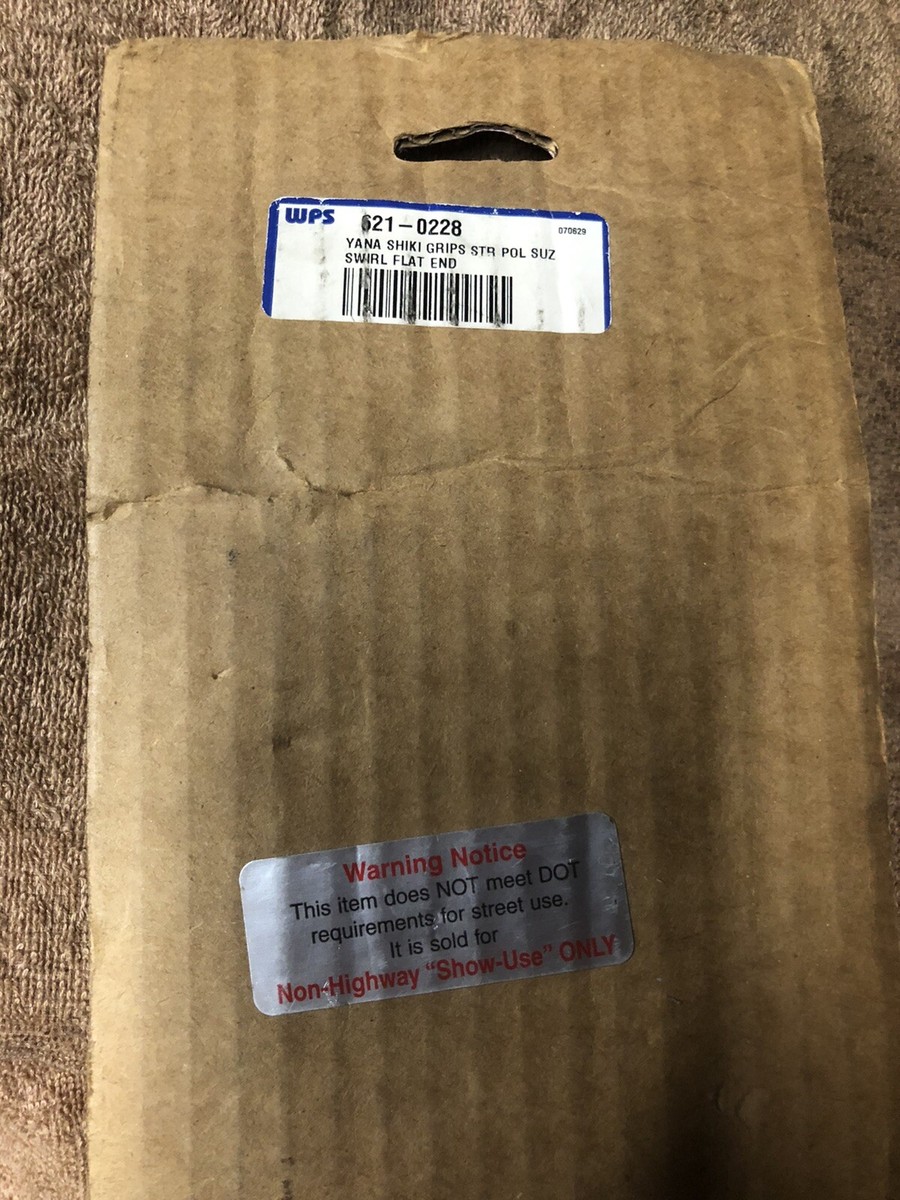 WPS 621-0228 070629
YANA SHIKI GRIPS STR POL SUZ
SWIRL FLAT END
Warning Notice
This item does NOT meet DOT
requirements for street use.
It is sold for
Non-Highway “Show-Use” ONLY